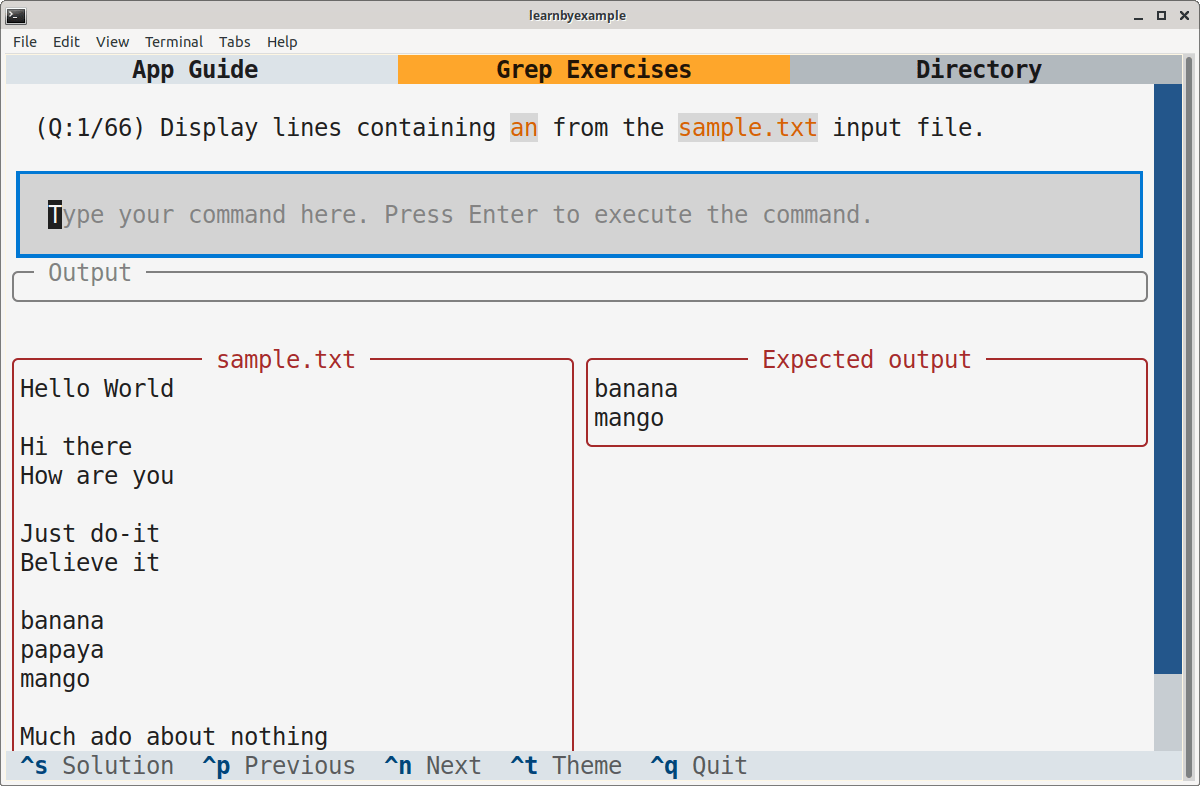 learnbyexample
File Edit View Terminal Tabs Help
App Guide Grep Exercises Directory
(Q:1/66) Display lines containing an from the sample.txt input file.
Type your command here. Press Enter to execute the command.
Output
sample.txt
Hello World
Hi there
How are you
Just do-it
Believe it
banana
papaya
mango
Much ado about nothing
Expected output
banana
mango
^s Solution ^p Previous ^n Next ^t Theme ^q Quit